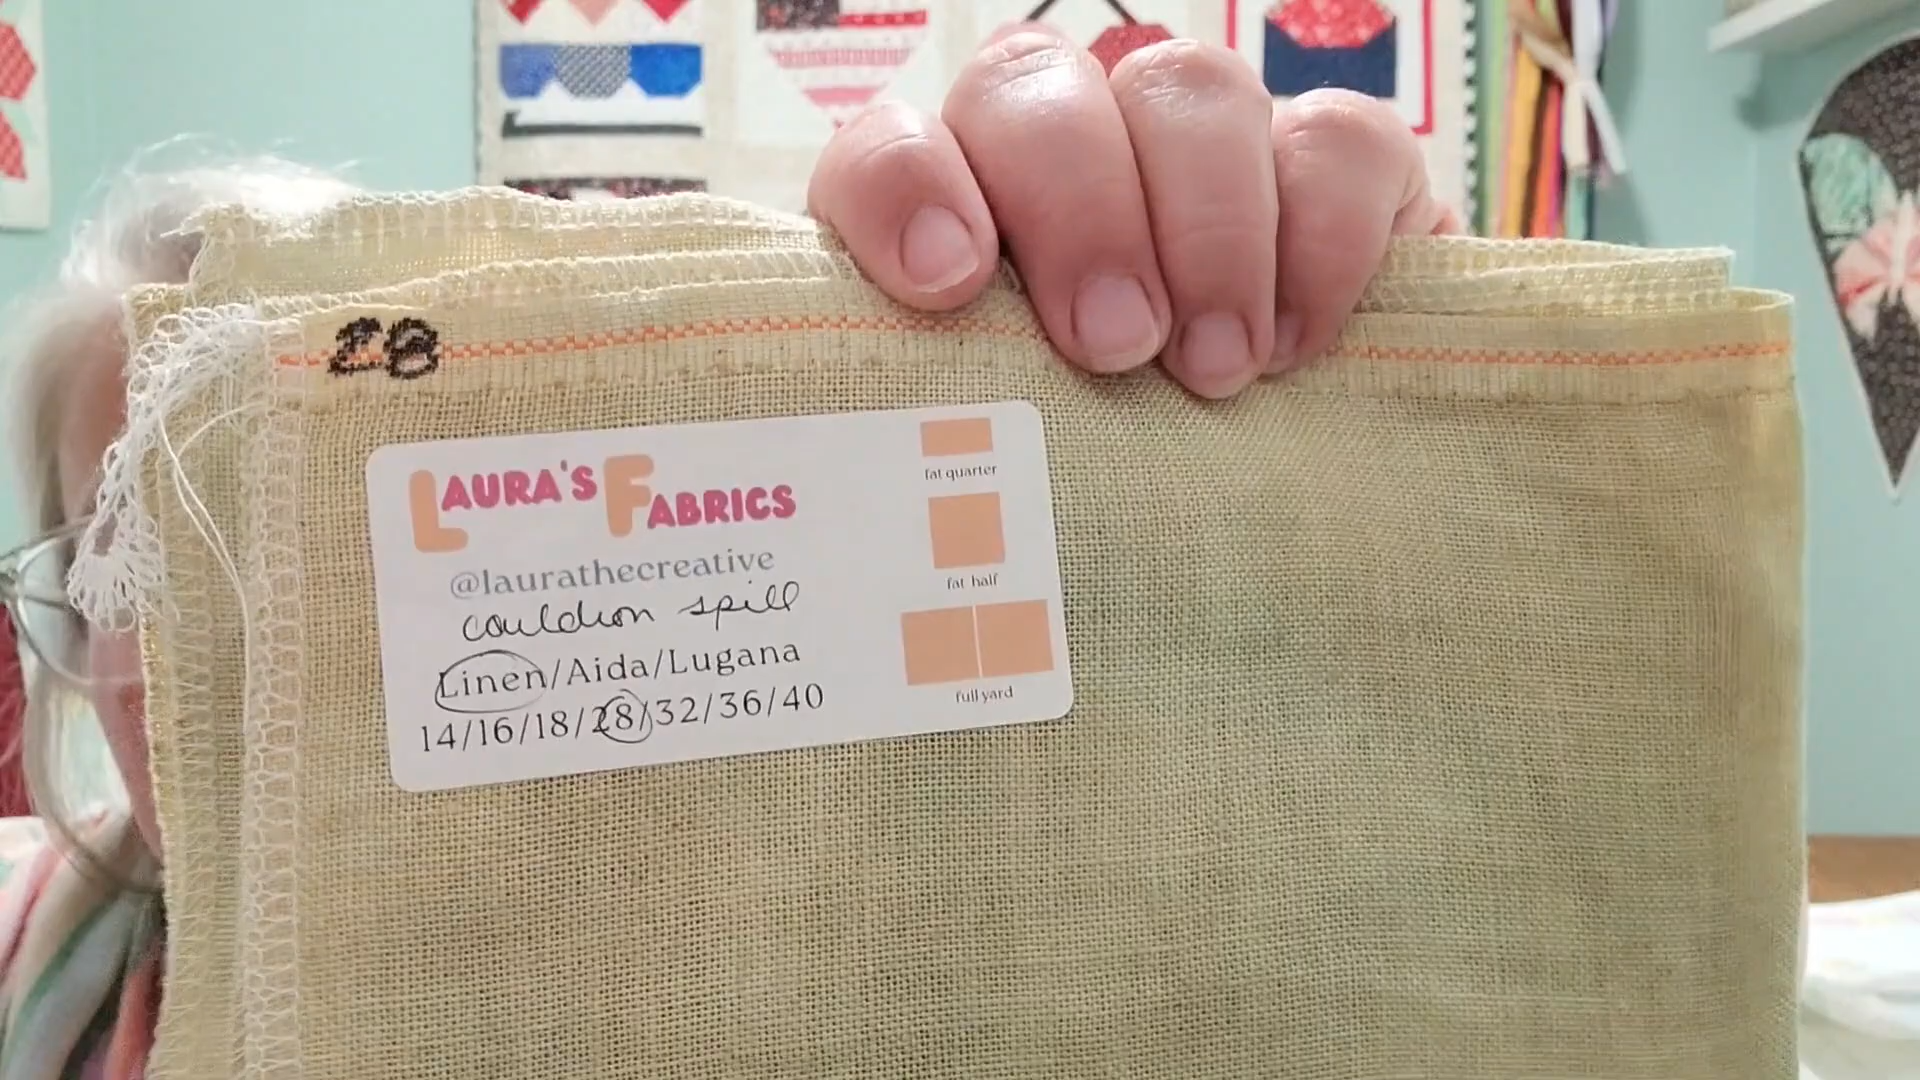 28
LAURA'S FABRICS
@laurathecreative
couldron spill
Linen/Aida/Lugana
14/16/18/28/32/36/40
fat quarter
fat half
full yard